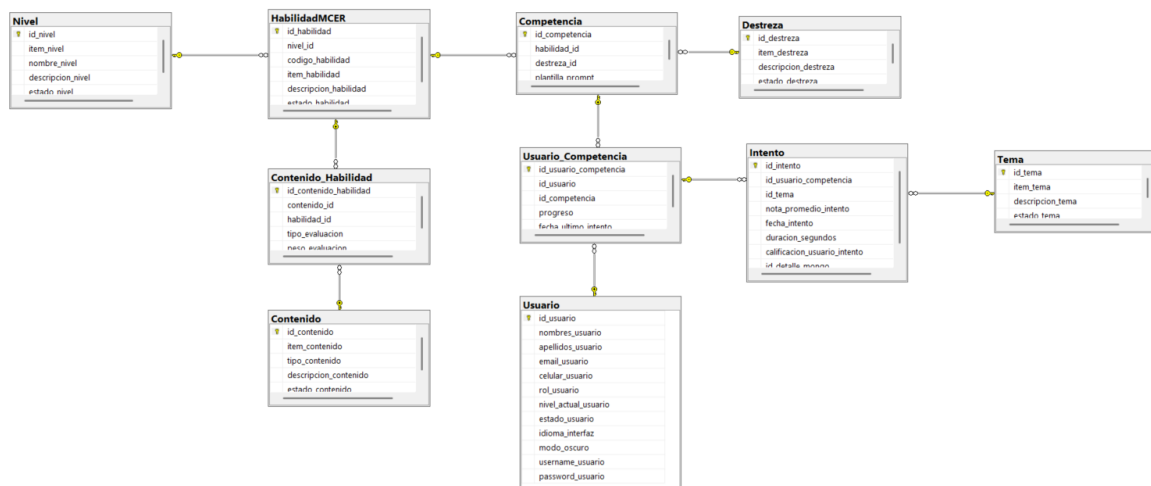 Nivel
id_nivel
item_nivel
nombre_nivel
descripcion_nivel
estado_nivel
HabilidadMCER
id_habilidad
nivel_id
codigo_habilidad
item_habilidad
descripcion_habilidad
estado_habilidad
Competencia
id_competencia
habilidad_id
destreza_id
plantilla_prompt
Destreza
id_destreza
item_destreza
descripcion_destreza
estado_destreza
Contenido_Habilidad
id_contenido_habilidad
contenido_id
habilidad_id
tipo_evaluacion
peso_evaluacion
Usuario_Competencia
id_usuario_competencia
id_usuario
id_competencia
progreso
fecha_ultimo_intento
Intento
id_intento
id_usuario_competencia
id_tema
nota_promedio_intento
fecha_intento
duracion_segundos
calificacion_usuario_intento
id_detalle_mongo
Tema
id_tema
item_tema
descripcion_tema
estado_tema
Contenido
id_contenido
item_contenido
tipo_contenido
descripcion_contenido
estado_contenido
Usuario
id_usuario
nombres_usuario
apellidos_usuario
email_usuario
celular_usuario
rol_usuario
nivel_actual_usuario
estado_usuario
idioma_interfaz
modo_oscuro
username_usuario
password_usuario